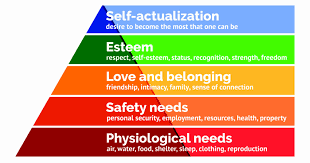 Self-actualization
desire to become the most that one can be
Esteem
respect, self-esteem, status, recognition, strength, freedom
Love and belonging
friendship, intimacy, family, sense of connection
Safety needs
personal security, employment, resources, health, property
Physiological needs
air, water, food, shelter, sleep, clothing, reproduction